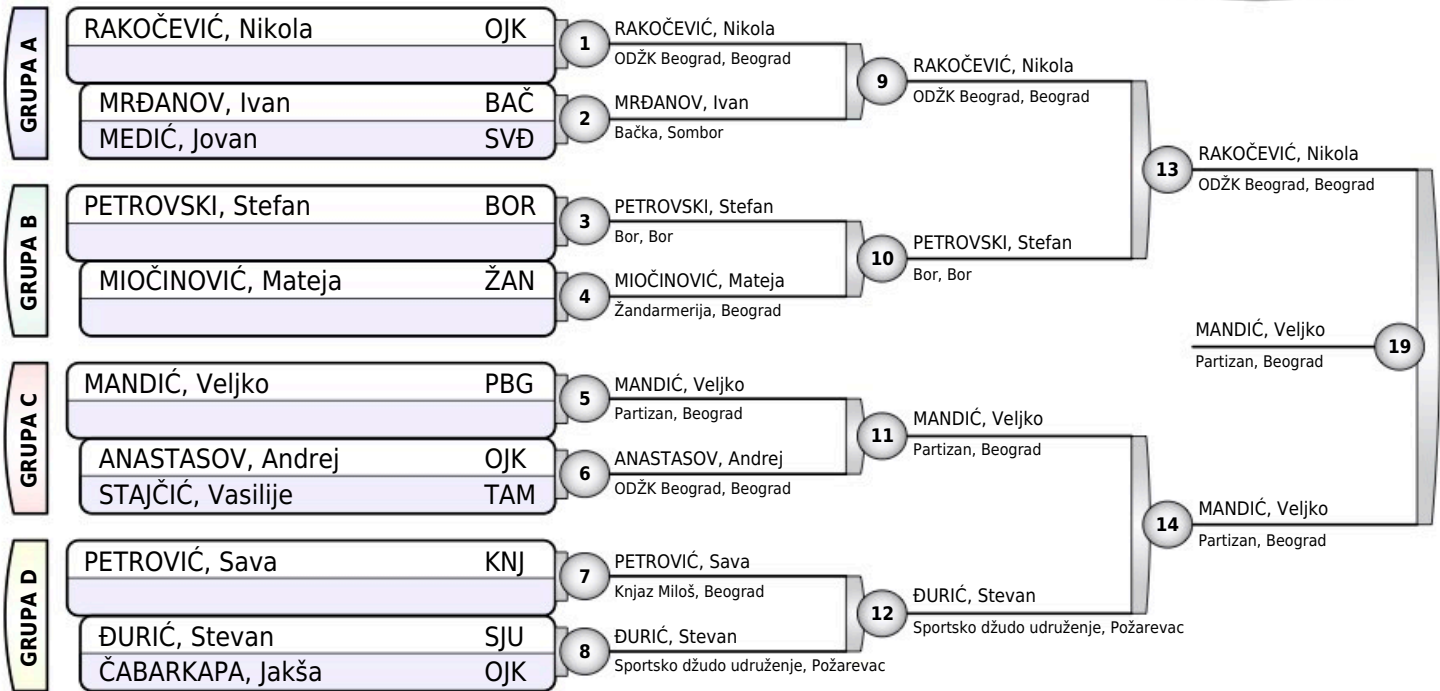 GRUPA A
RAKOČEVIĆ, Nikola OJK
MRĐANOV, Ivan BAČ
MEDIĆ, Jovan SVĐ
GRUPA B
PETROVSKI, Stefan BOR
MIOČINOVIĆ, Mateja ŽAN
GRUPA C
MANDIĆ, Veljko PBG
ANASTASOV, Andrej OJK
STAJČIĆ, Vasilije TAM
GRUPA D
PETROVIĆ, Sava KNJ
ĐURIĆ, Stevan SJU
ČABARKAPA, Jakša OJK
1
RAKOČEVIĆ, Nikola
ODŽK Beograd, Beograd
2
MRĐANOV, Ivan
Bačka, Sombor
3
PETROVSKI, Stefan
Bor, Bor
4
MIOČINOVIĆ, Mateja
Žandarmerija, Beograd
5
MANDIĆ, Veljko
Partizan, Beograd
6
ANASTASOV, Andrej
ODŽK Beograd, Beograd
7
PETROVIĆ, Sava
Knjaz Miloš, Beograd
8
ĐURIĆ, Stevan
Sportsko džudo udruženje, Požarevac
9
RAKOČEVIĆ, Nikola
ODŽK Beograd, Beograd
10
PETROVSKI, Stefan
Bor, Bor
11
MANDIĆ, Veljko
Partizan, Beograd
12
ĐURIĆ, Stevan
Sportsko džudo udruženje, Požarevac
13
RAKOČEVIĆ, Nikola
ODŽK Beograd, Beograd
14
MANDIĆ, Veljko
Partizan, Beograd
MANDIĆ, Veljko
Partizan, Beograd
19